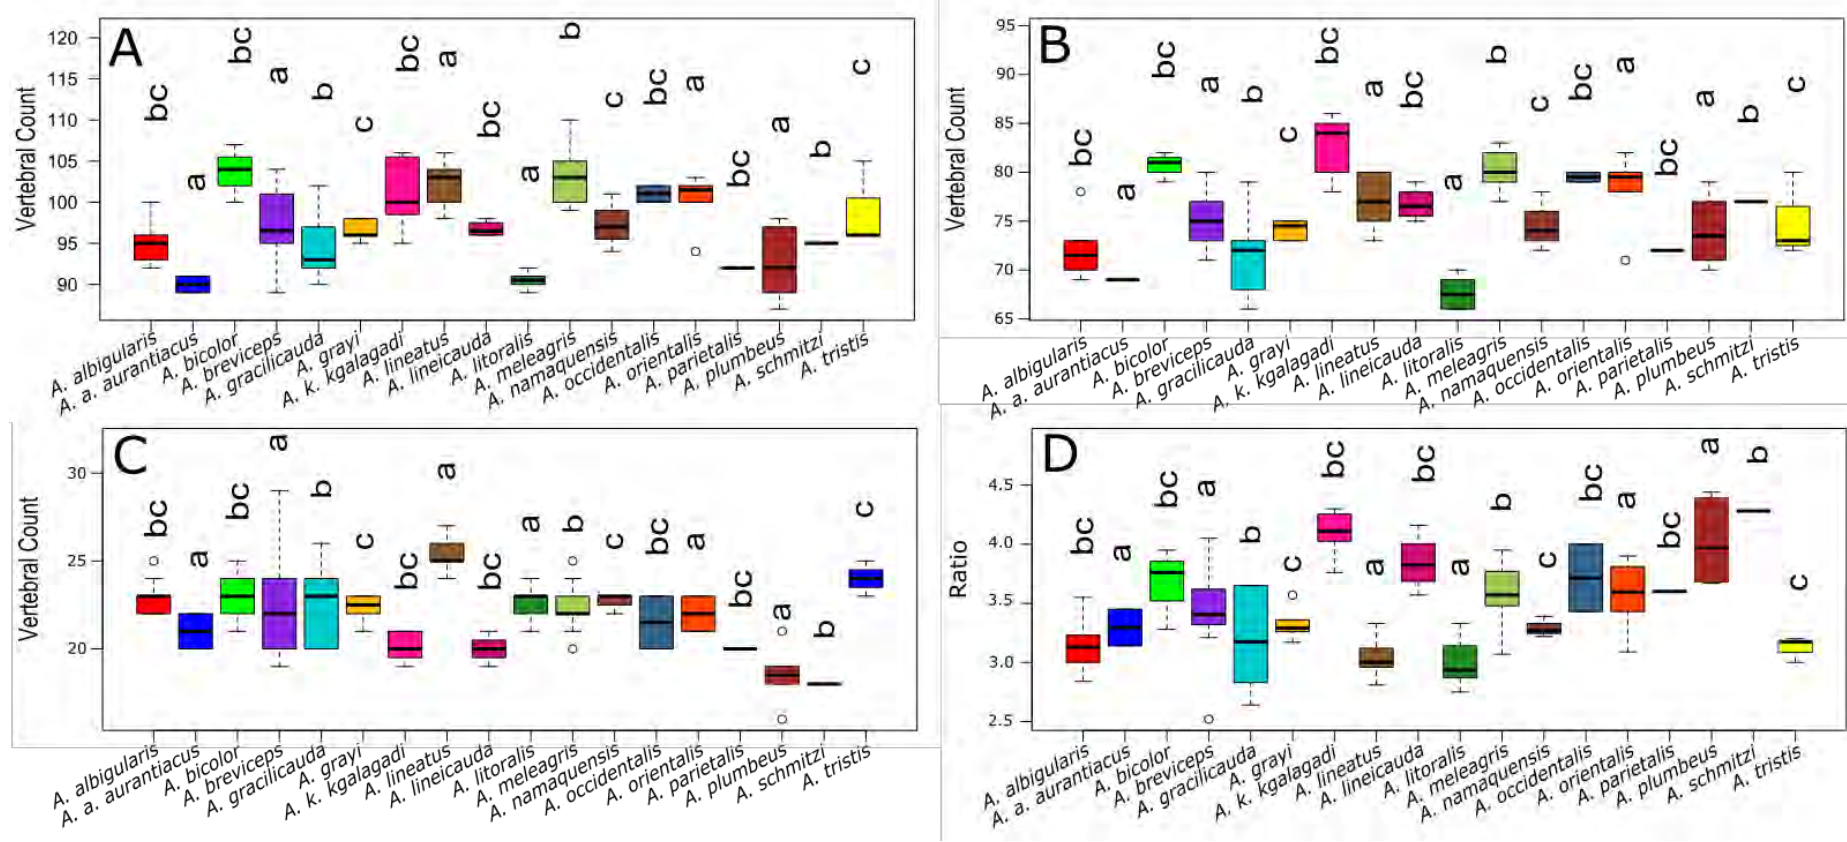 A
Vertebral Count
120
115
110
105
100
95
90
bc
a
bc
a
b
c
bc
a
bc
a
b
c
bc
a
bc
a
b
c
A. albigularis
A. a. aurantiacus
A. bicolor
A. breviceps
A. gracilicauda
A. grayi
A. k. kgalagadi
A. lineatus
A. lineicauda
A. litoralis
A. meleagris
A. namaquensis
A. occidentalis
A. orientalis
A. parietalis
A. plumbeus
A. schmitzi
A. tristis
B
Vertebral Count
95
90
85
80
75
70
65
bc
a
bc
a
b
c
bc
a
bc
a
b
c
bc
a
bc
a
b
c
A. albigularis
A. a. aurantiacus
A. bicolor
A. breviceps
A. gracilicauda
A. grayi
A. k. kgalagadi
A. lineatus
A. lineicauda
A. litoralis
A. meleagris
A. namaquensis
A. occidentalis
A. orientalis
A. parietalis
A. plumbeus
A. schmitzi
A. tristis
C
Vertebral Count
30
25
20
bc
a
bc
a
b
c
bc
a
bc
a
b
c
bc
a
bc
a
b
c
A. albigularis
A. a. aurantiacus
A. bicolor
A. breviceps
A. gracilicauda
A. grayi
A. k. kgalagadi
A. lineatus
A. lineicauda
A. litoralis
A. meleagris
A. namaquensis
A. occidentalis
A. orientalis
A. parietalis
A. plumbeus
A. schmitzi
A. tristis
D
Ratio
4.5
4.0
3.5
3.0
2.5
bc
a
bc
a
b
c
bc
a
bc
a
b
c
bc
a
bc
a
b
c
A. albigularis
A. a. aurantiacus
A. bicolor
A. breviceps
A. gracilicauda
A. grayi
A. k. kgalagadi
A. lineatus
A. lineicauda
A. litoralis
A. meleagris
A. namaquensis
A. occidentalis
A. orientalis
A. parietalis
A. plumbeus
A. schmitzi
A. tristis